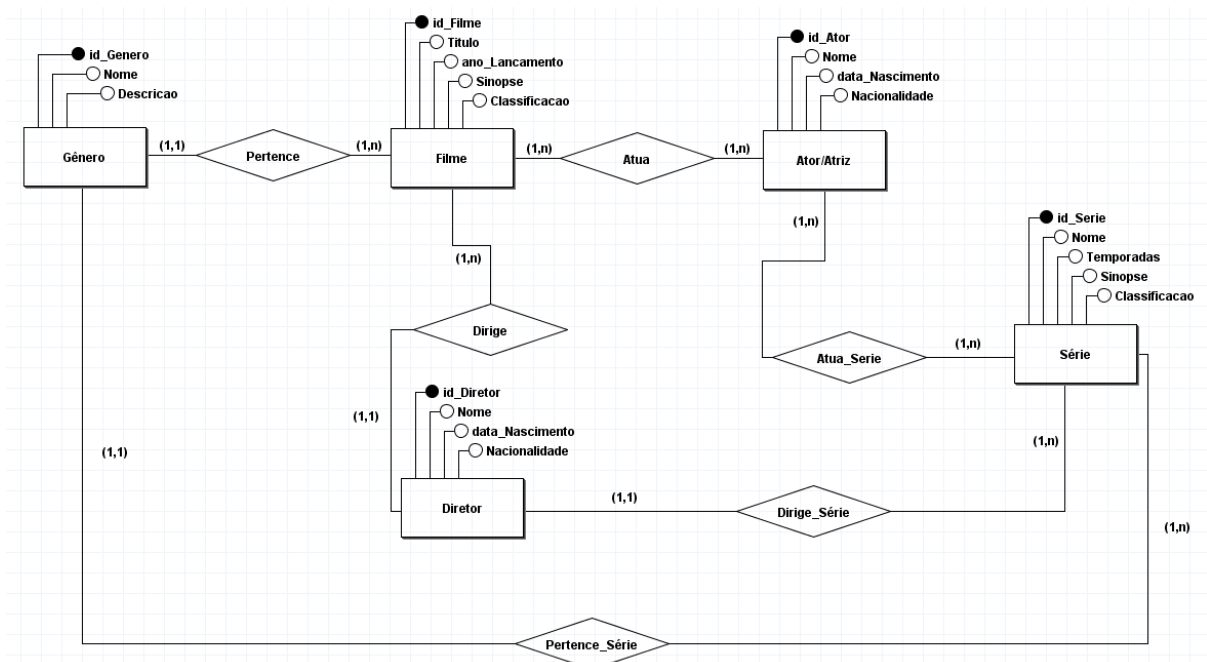 id_Genero
Nome
Descricao
Gênero
(1,1)
Pertence
(1,n)
id_Filme
Titulo
ano_Lancamento
Sinopse
Classificacao
Filme
(1,n)
Atua
(1,n)
id_Ator
Nome
data_Nascimento
Nacionalidade
Ator/Atriz
(1,n)
(1,n)
Dirige
(1,1)
id_Diretor
Nome
data_Nascimento
Nacionalidade
Diretor
id_Serie
Nome
Temporadas
Sinopse
Classificacao
Série
Atua_Serie
(1,n)
(1,n)
(1,1)
Dirige_Série
(1,1)
(1,n)
Pertence_Série